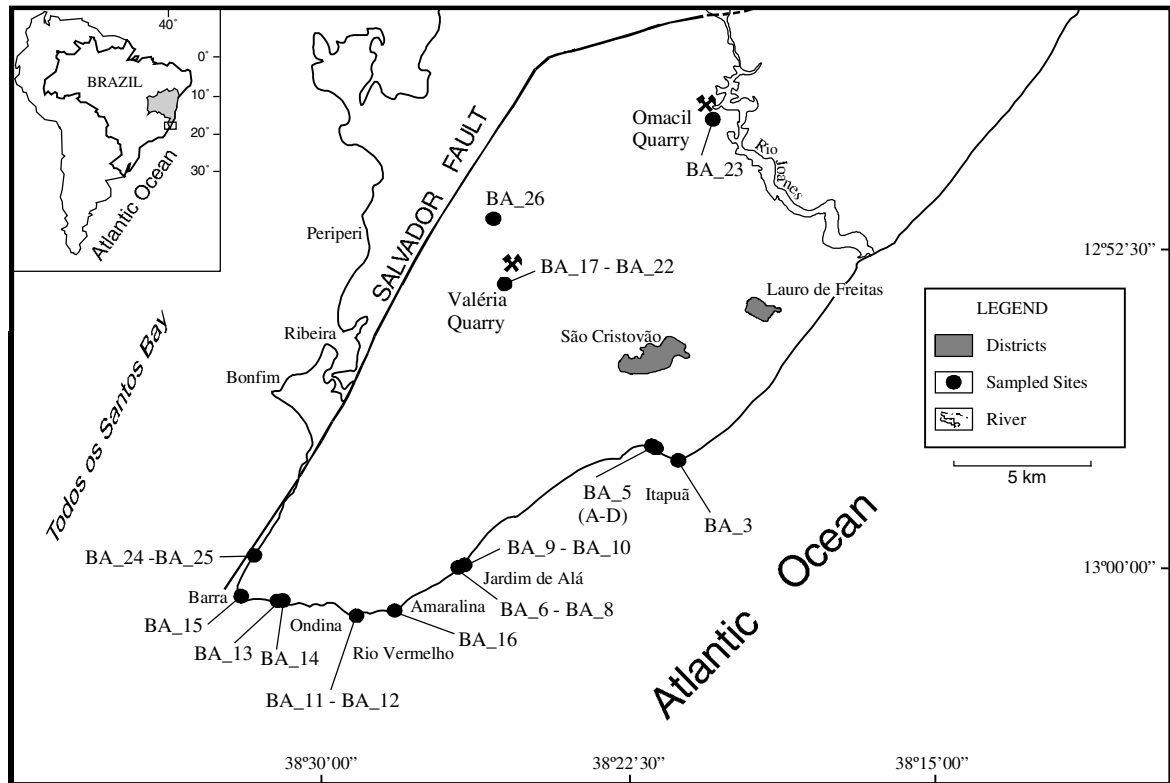 40°
0°
BRAZIL
10°
20°
30°
Atlantic Ocean
SALVADOR FAULT
Omacil
Quarry
BA_23
Rio Joanes
BA_26
Periperi
12°52'30”
BA_17 - BA_22
Valéria
Quarry
Lauro de Freitas
LEGEND
Districts
Sampled Sites
River
5 km
São Cristovão
Ribeira
Bonfim
Todos os Santos Bay
BA_5
(A-D)
Itapuã
BA_3
BA_24 -BA_25
BA_9 - BA_10
Jardim de Alá
13°00'00”
BA_6 - BA_8
Barra
Amaralina
BA_15
Ondina
BA_16
BA_13
BA_14
Rio Vermelho
BA_11 - BA_12
Atlantic Ocean
38°30'00”
38°22'30”
38°15'00”